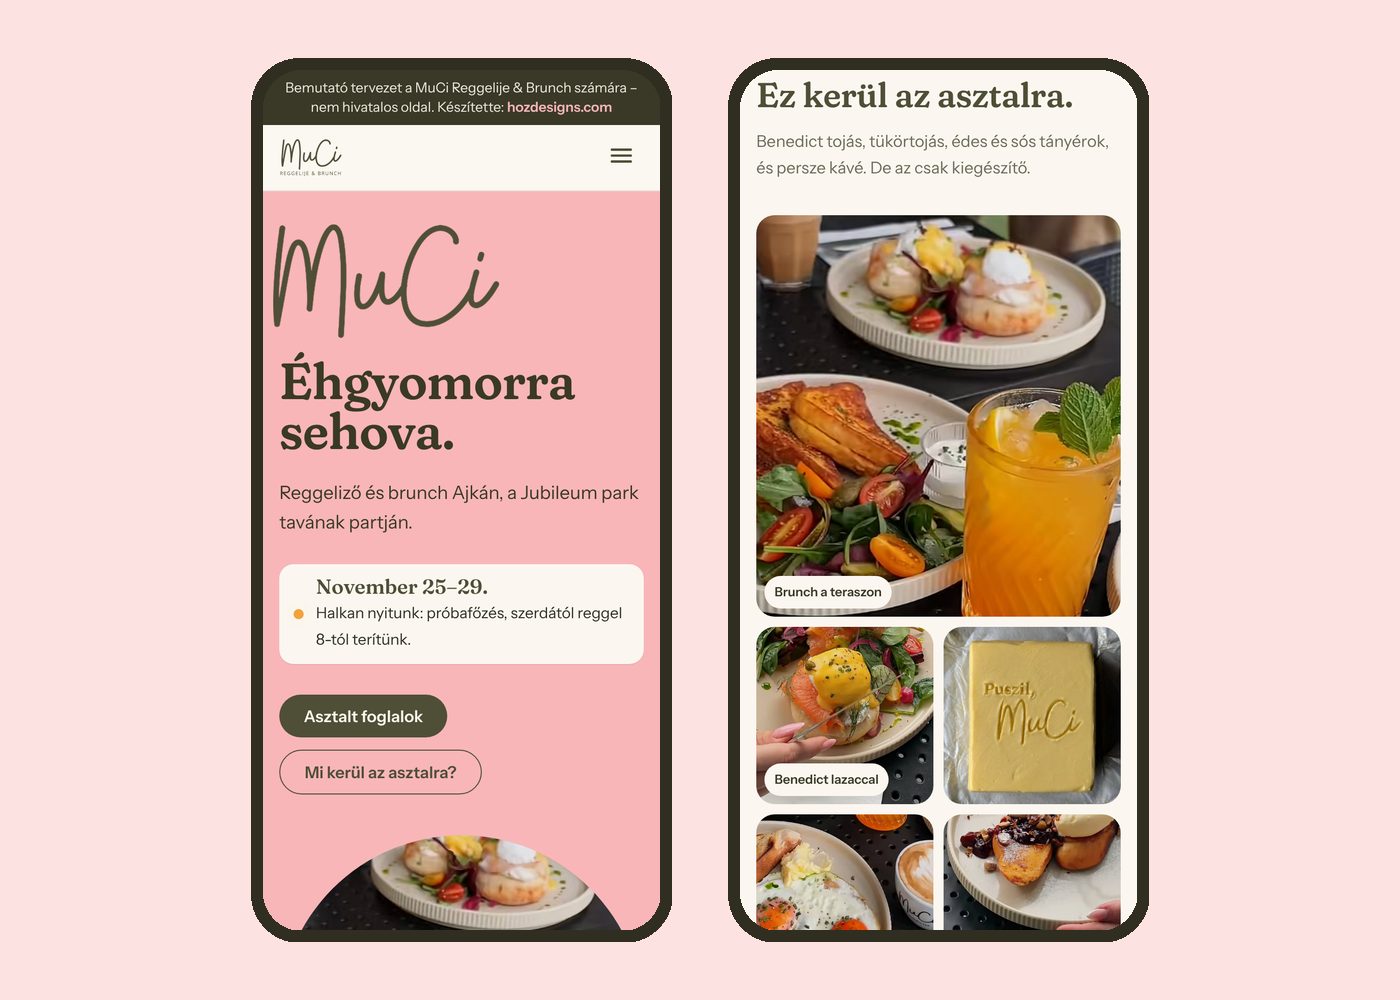 Bemutató tervezet a MuCi Reggelije & Brunch számára –
nem hivatalos oldal. Készítette: hozdesigns.com
MuCi
REGGELIJE & BRUNCH
MuCi
Éhgyomorra
sehova.
Reggeliző és brunch Ajkán, a Jubileum park
tavának partján.
November 25–29.
Halkan nyitunk: próbafőzés, szerdától reggel
8-tól terítünk.
Asztalt foglalok
Mi kerül az asztalra?
Ez kerül az asztalra.
Benedict tojás, tükörtojás, édes és sós tányérok,
és persze kávé. De az csak kiegészítő.
Brunch a teraszon
Benedict lazaccal
Puszil,
MuCi
MuCi